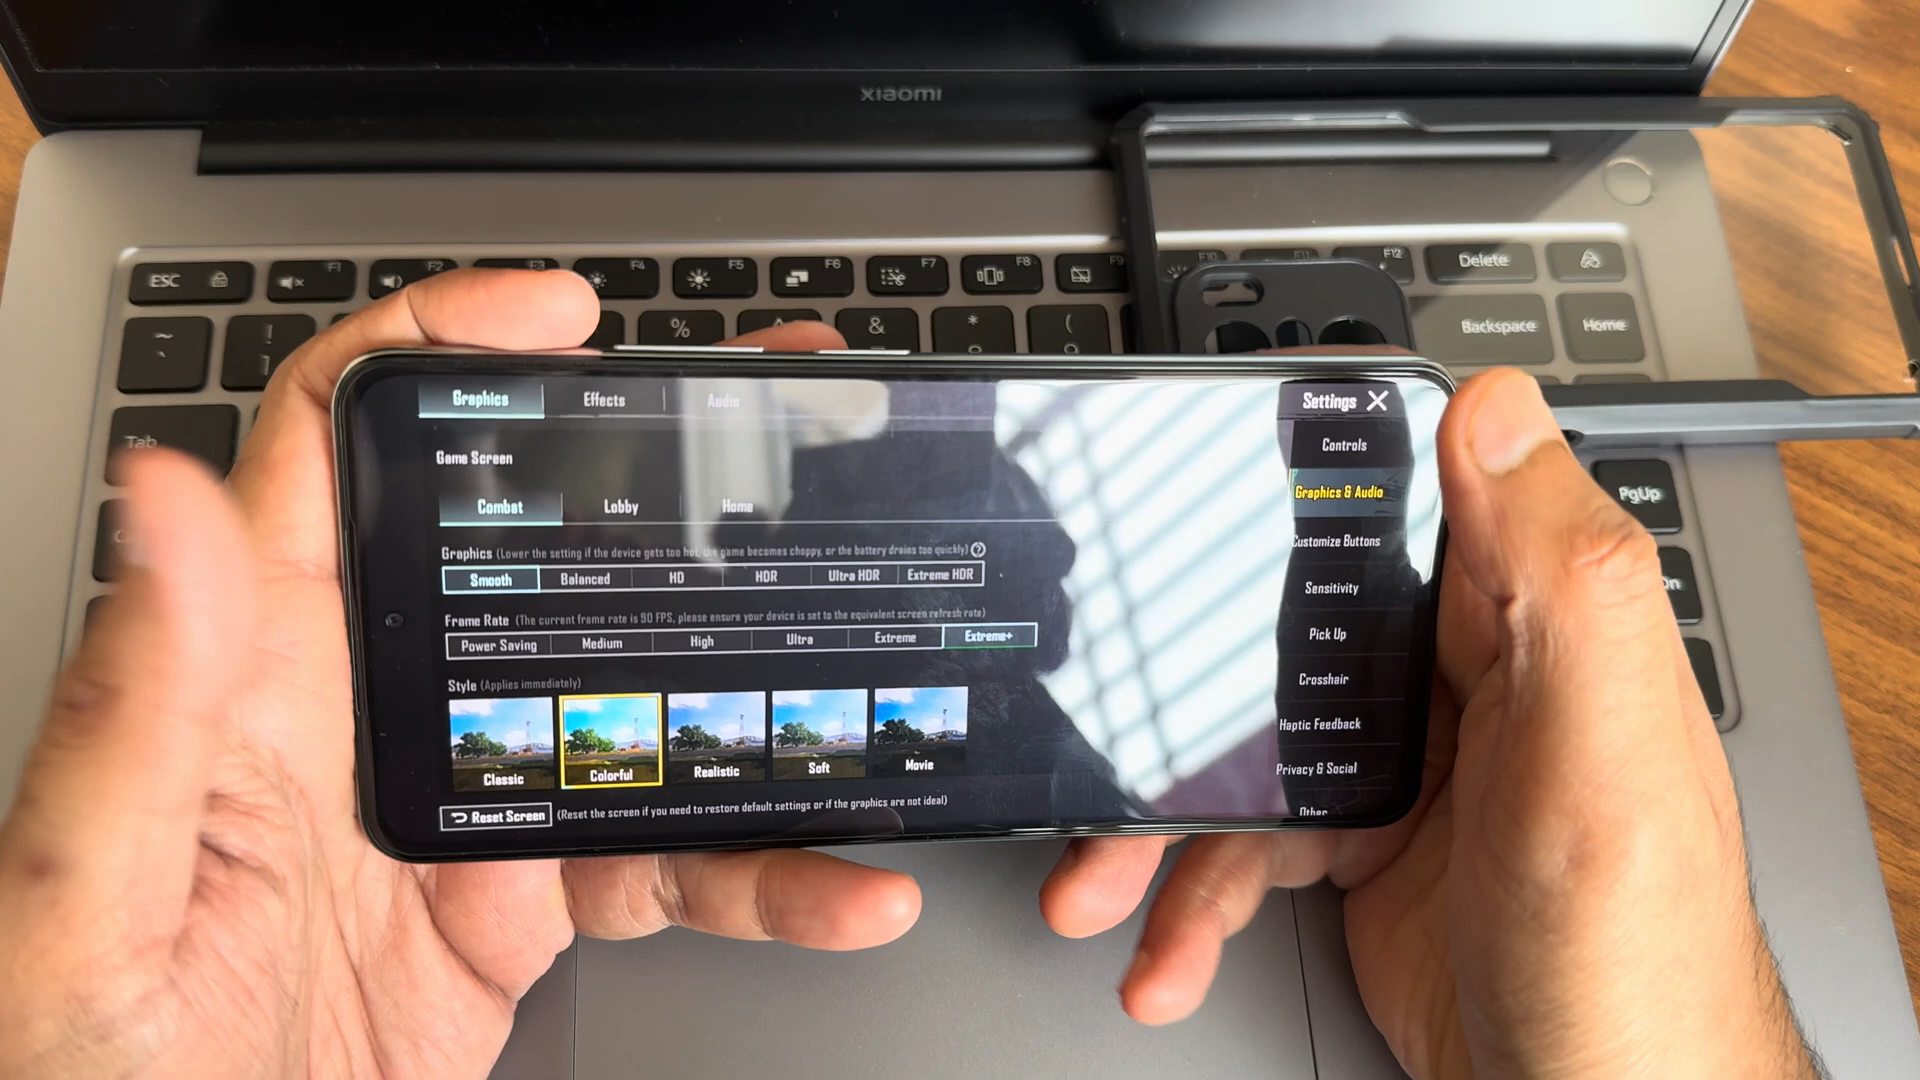 xiaomi
ESC F1 F2 F3 F4 F5 F6 F7 F8 F9 F10 F11 F12 Delete
~ ! % & * ( Backspace Home
Tab
PgUp
Graphics Effects Audio
Settings X
Game Screen
Combat Lobby Home
Graphics (Lower the setting if the device gets too hot, the game becomes choppy, or the battery drains too quickly) ?
Smooth Balanced HD HDR Ultra HDR Extreme HDR
Frame Rate (The current frame rate is 90 FPS, please ensure your device is set to the equivalent screen refresh rate)
Power Saving Medium High Ultra Extreme Extreme+
Style (Applies immediately)
Classic Colorful Realistic Soft Movie
Reset Screen (Reset the screen if you need to restore default settings or if the graphics are not ideal)
Controls
Graphics & Audio
Customize Buttons
Sensitivity
Pick Up
Crosshair
Haptic Feedback
Privacy & Social
Other